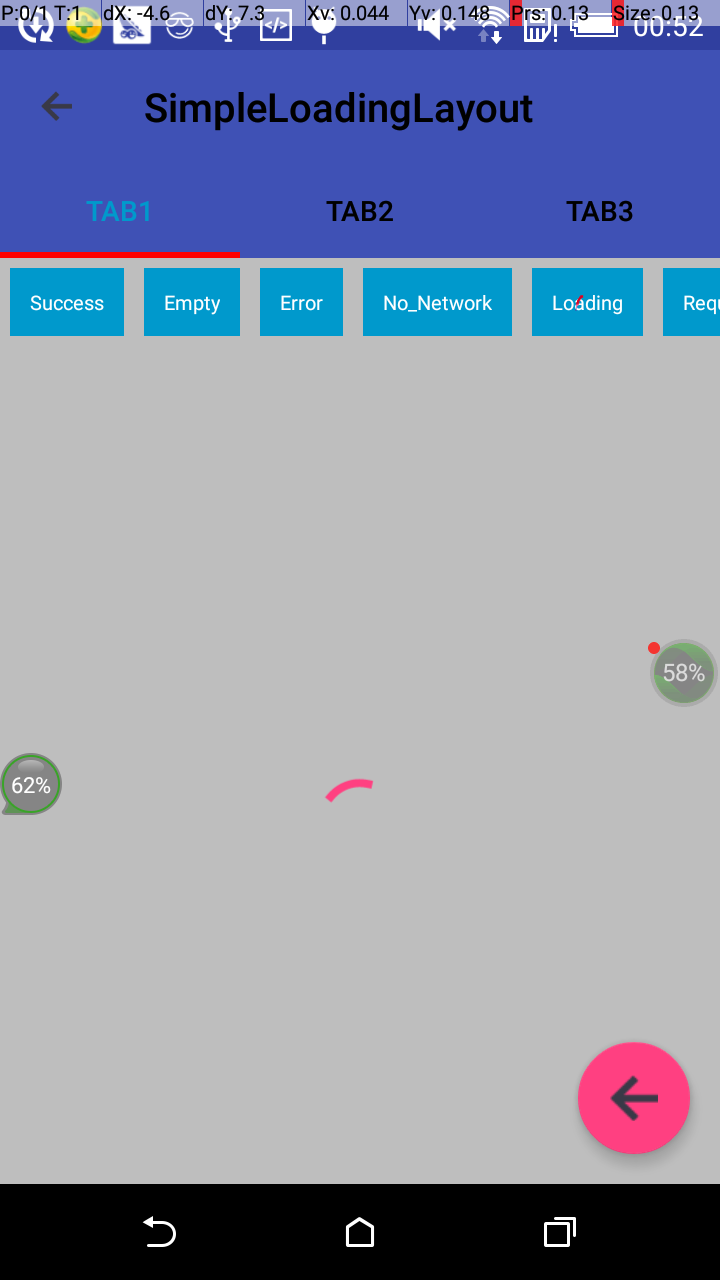 P:0/1 T:1 dX: -4.6 dY: 7.3 Xv: 0.044 Yv: 0.148 Prs: 0.13 Size: 0.13
00:52
SimpleLoadingLayout
TAB1 TAB2 TAB3
Success Empty Error No_Network Loading Requ
58%
62%